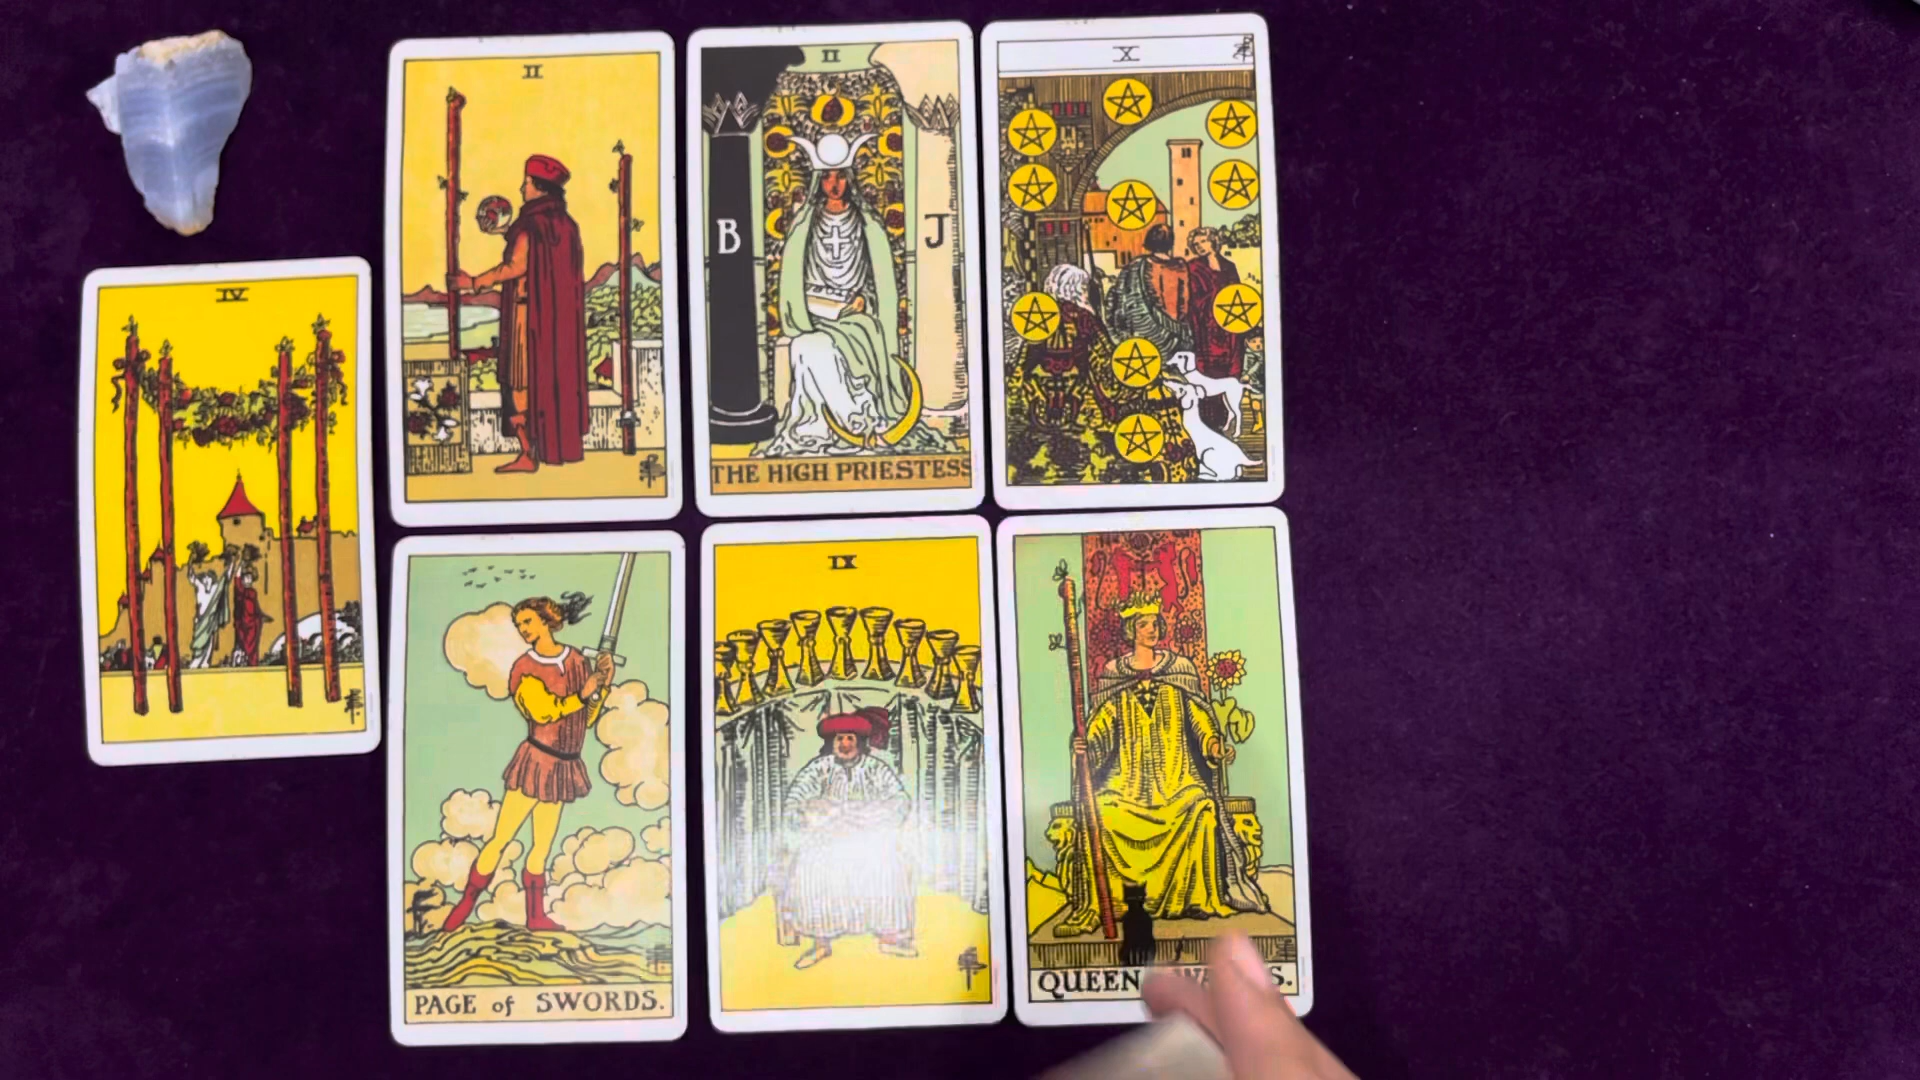 II
II
X
B
J
THE HIGH PRIESTESS
IV
IX
PAGE of SWORDS.
QUEEN